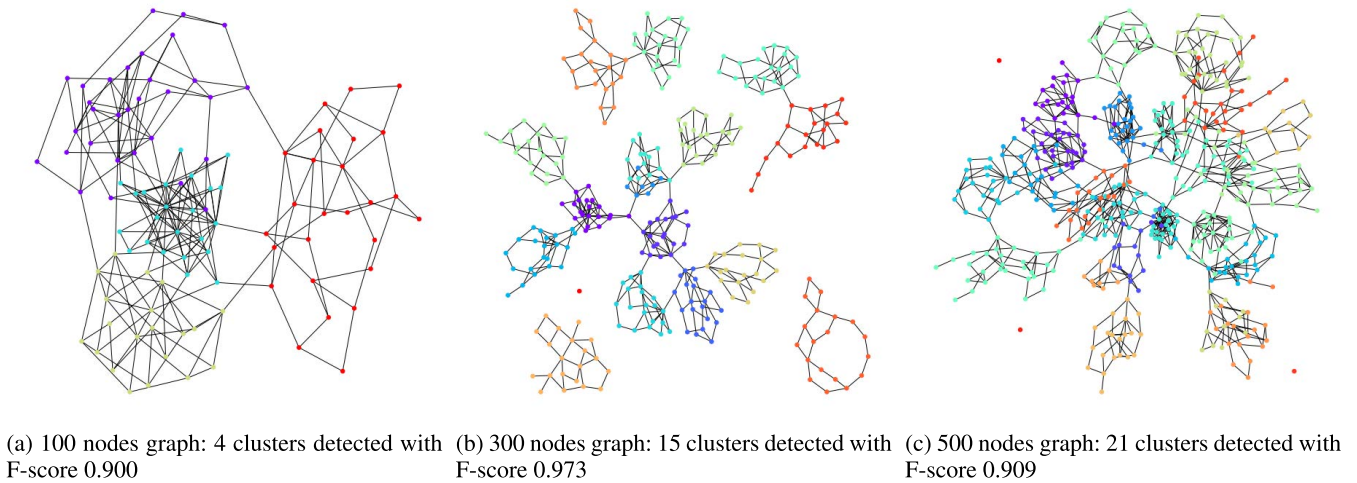 (a) 100 nodes graph: 4 clusters detected with
F-score 0.900
(b) 300 nodes graph: 15 clusters detected with
F-score 0.973
(c) 500 nodes graph: 21 clusters detected with
F-score 0.909